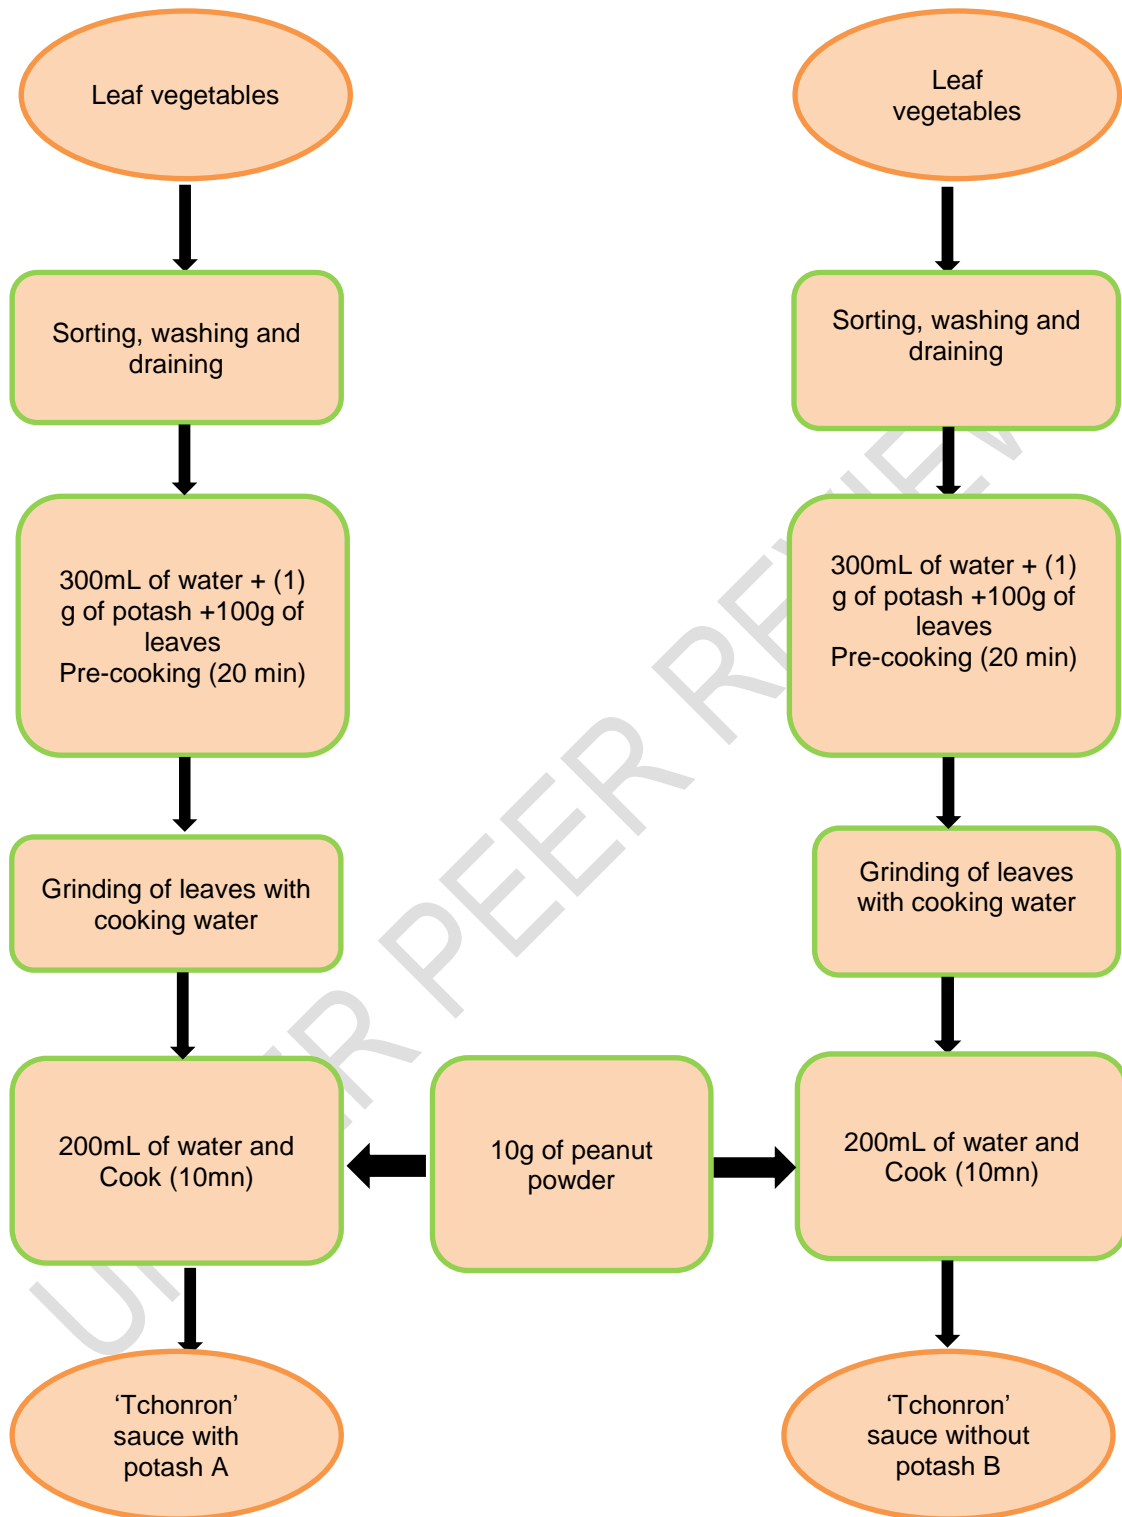 Leaf vegetables
Sorting, washing and
draining
300mL of water + (1)
g of potash +100g of
leaves
Pre-cooking (20 min)
Grinding of leaves with
cooking water
200mL of water and
Cook (10mn)
‘Tchonron’
sauce with
potash A
10g of peanut
powder
Leaf
vegetables
Sorting, washing and
draining
300mL of water + (1)
g of potash +100g of
leaves
Pre-cooking (20 min)
Grinding of leaves
with cooking water
200mL of water and
Cook (10mn)
‘Tchonron’
sauce without
potash B
UNDER PEER REVIEW